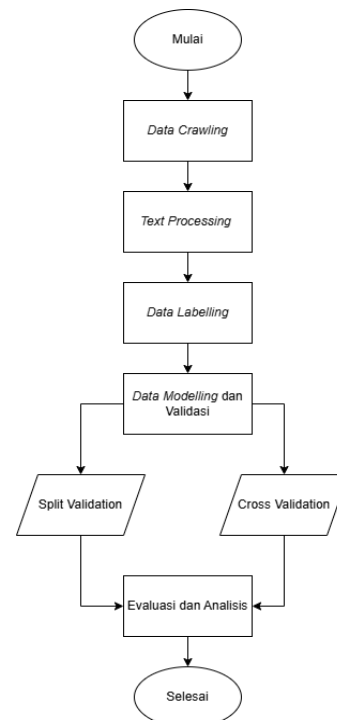 Mulai
Data Crawling
Text Processing
Data Labelling
Data Modelling dan
Validasi
Split Validation
Cross Validation
Evaluasi dan Analisis
Selesai